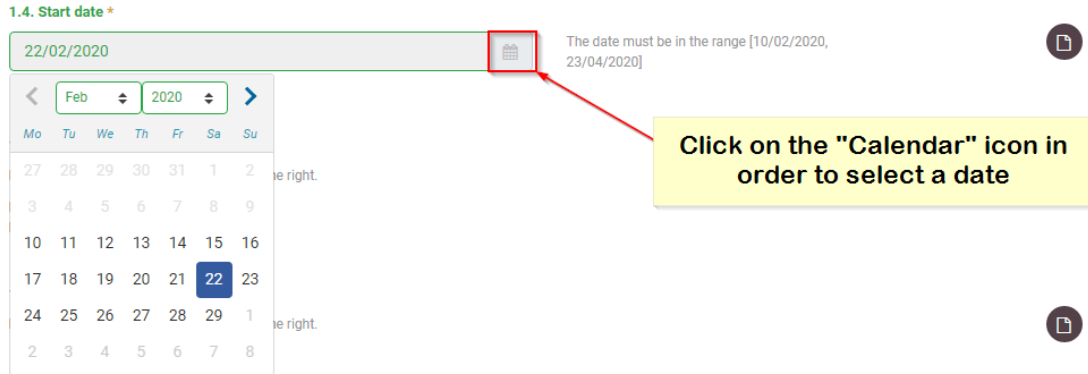 1.4. Start date *
22/02/2020
The date must be in the range [10/02/2020,
23/04/2020]
Feb 2020
Mo Tu We Th Fr Sa Su
27 28 29 30 31 1 2
he right.
3 4 5 6 7 8 9
10 11 12 13 14 15 16
17 18 19 20 21 22 23
24 25 26 27 28 29 1
he right.
2 3 4 5 6 7 8
Click on the "Calendar" icon in
order to select a date